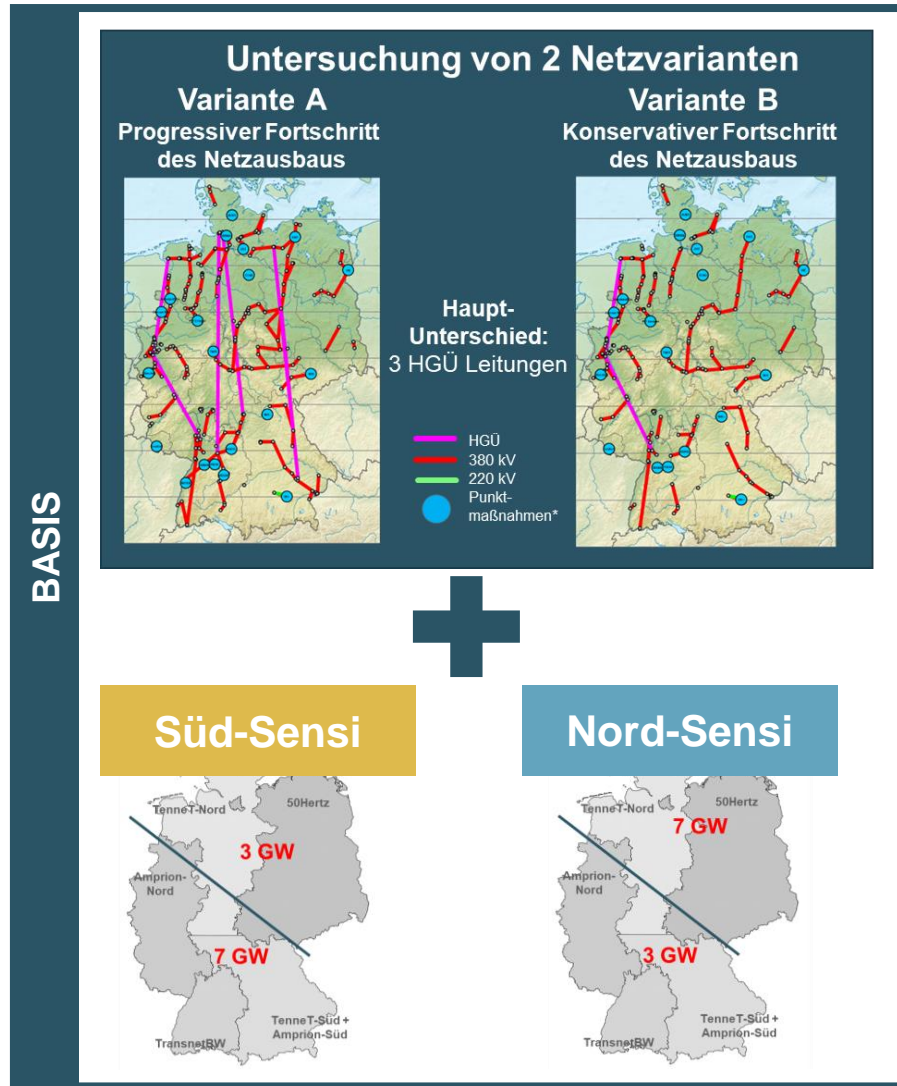 BASIS
Untersuchung von 2 Netzvarianten
Variante A
Progressiver Fortschritt
des Netzausbaus
Variante B
Konservativer Fortschritt
des Netzausbaus
Haupt-
Unterschied:
3 HGÜ Leitungen
HGÜ
380 kV
220 kV
Punkt-
maßnahmen*
Süd-Sensi
TenneT-Nord
50Hertz
3 GW
Amprion-
Nord
7 GW
TenneT-Süd +
Amprion-Süd
TransnetBW
Nord-Sensi
TenneT-Nord
50Hertz
7 GW
Amprion-
Nord
3 GW
TenneT-Süd +
Amprion-Süd
TransnetBW